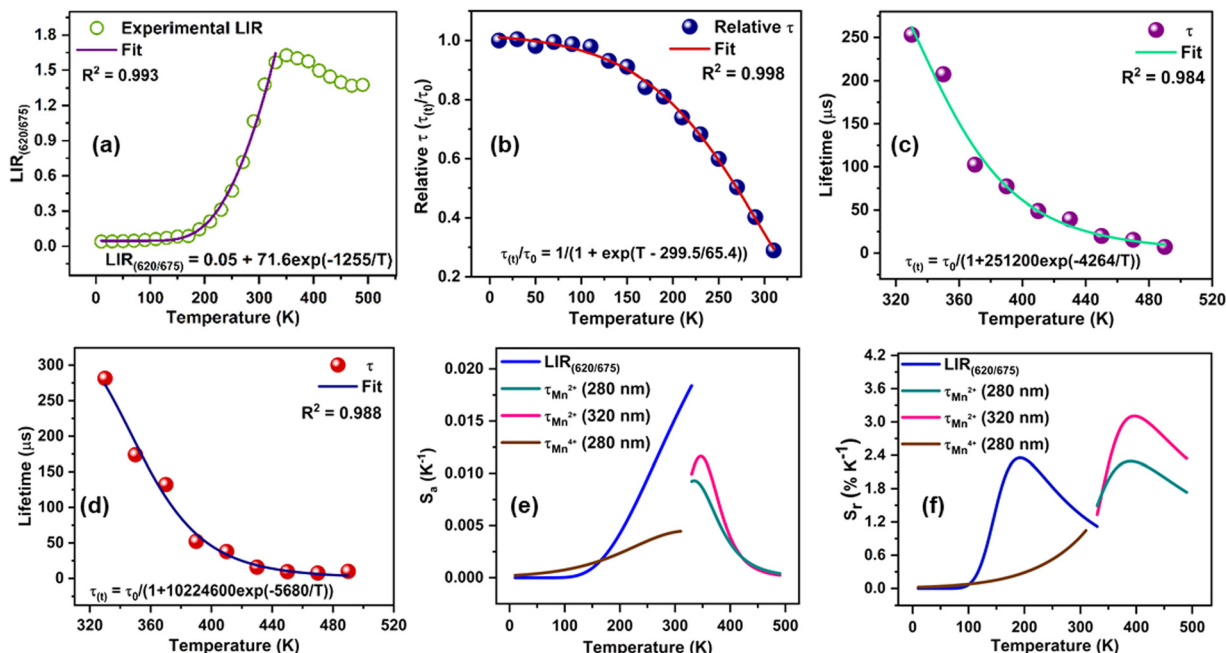 Experimental LIR
Fit
R² = 0.993
(a)
LIR(620/675) = 0.05 + 71.6exp(-1255/T)
LIR(620/675)
0.0
0.3
0.6
0.9
1.2
1.5
1.8
0 100 200 300 400 500
Temperature (K)
Relative τ
Fit
R² = 0.998
(b)
τ(t)/τ0 = 1/(1 + exp(T - 299.5/65.4))
Relative τ (τ(t)/τ0)
0.2
0.4
0.6
0.8
1.0
0 50 100 150 200 250 300
Temperature (K)
τ
Fit
R² = 0.984
(c)
τ(t) = τ0/(1+251200exp(-4264/T))
Lifetime (µs)
0
50
100
150
200
250
320 360 400 440 480 520
Temperature (K)
τ
Fit
R² = 0.988
(d)
τ(t) = τ0/(1+10224600exp(-5680/T))
Lifetime (µs)
0
50
100
150
200
250
300
320 360 400 440 480 520
Temperature (K)
LIR(620/675)
τMn²⁺ (280 nm)
τMn²⁺ (320 nm)
τMn⁴⁺ (280 nm)
(e)
Sa (K⁻¹)
0.000
0.005
0.010
0.015
0.020
0 100 200 300 400 500
Temperature (K)
LIR(620/675)
τMn²⁺ (280 nm)
τMn²⁺ (320 nm)
τMn⁴⁺ (280 nm)
(f)
Sr (% K⁻¹)
0.0
0.6
1.2
1.8
2.4
3.0
3.6
4.2
0 100 200 300 400 500
Temperature (K)